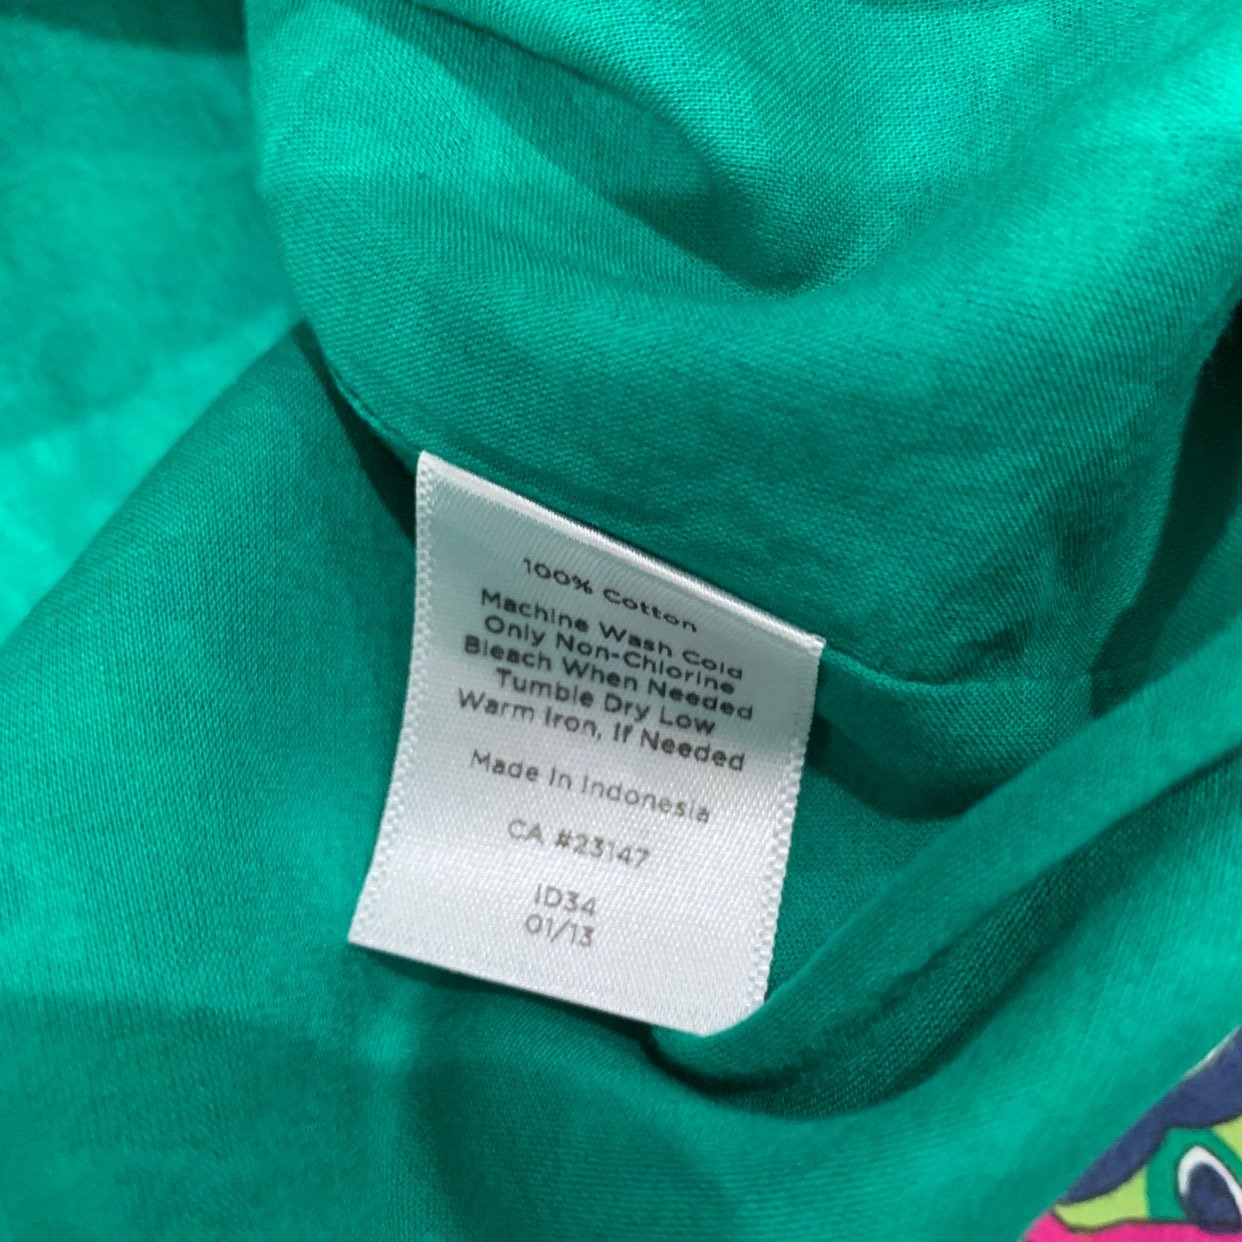 100% Cotton
Machine Wash Cold
Only Non-Chlorine
Bleach When Needed
Tumble Dry Low
Warm Iron, If Needed
Made In Indonesia
CA #23147
ID34
01/13